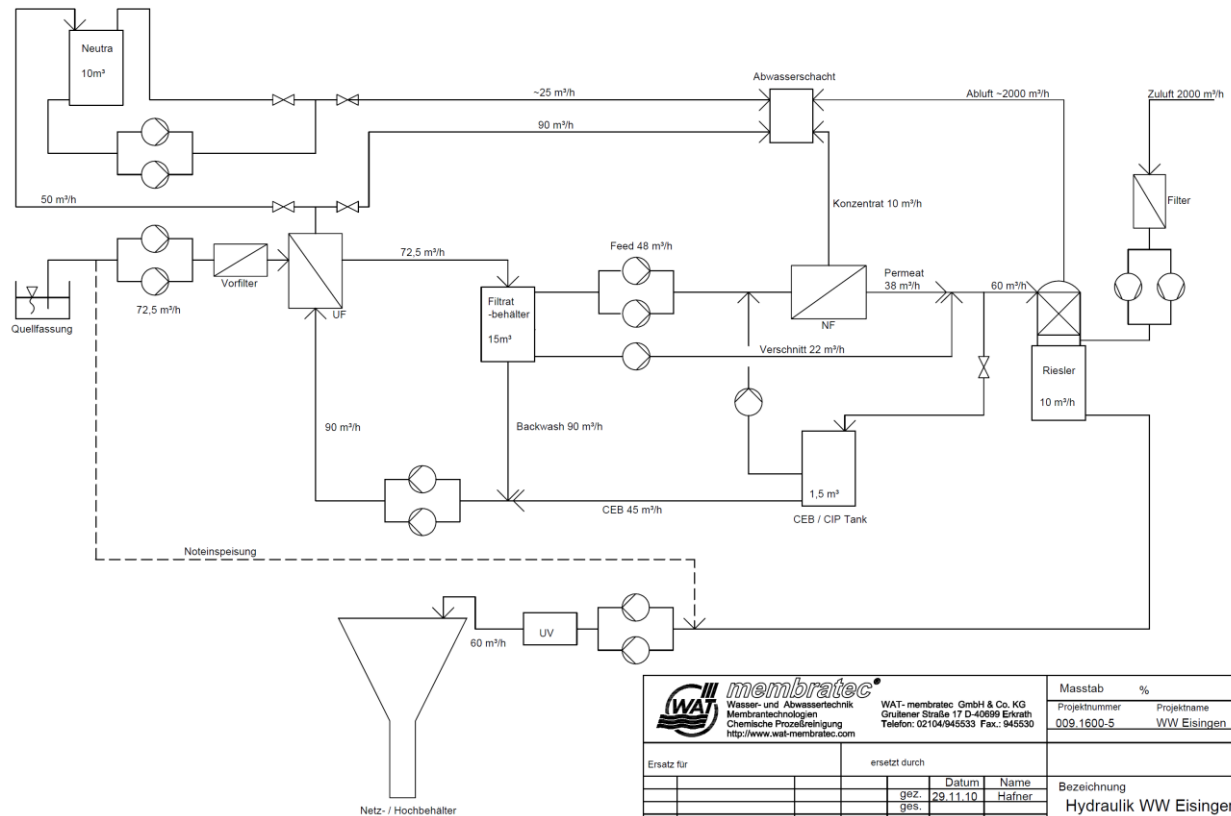 Neutra
10m³
Abwasserschacht
~25 m³/h
Abluft ~2000 m³/h
Zuluft 2000 m³/h
90 m³/h
50 m³/h
Konzentrat 10 m³/h
Filter
72,5 m³/h
Feed 48 m³/h
Vorfilter
Permeat
38 m³/h
60 m³/h
Quellfassung
72,5 m³/h
UF
Filtrat
-behälter
15m³
NF
Verschnitt 22 m³/h
Riesler
10 m³/h
90 m³/h
Backwash 90 m³/h
1,5 m³
CEB 45 m³/h
CEB / CIP Tank
Noteinspeisung
60 m³/h
UV
Netz- / Hochbehälter
WAT
membratec®
Wasser- und Abwassertechnik
Membrantechnologien
Chemische Prozeßreinigung
http://www.wat-membratec.com
WAT- membratec GmbH & Co. KG
Gruitener Straße 17 D-40699 Erkrath
Telefon: 02104/945533 Fax.: 945530
Masstab %
Projektnummer Projektname
009.1600-5 WW Eisingen
Ersatz für ersetzt durch
Datum Name
gez. 29.11.10 Hafner
ges.
Bezeichnung
Hydraulik WW Eisingen